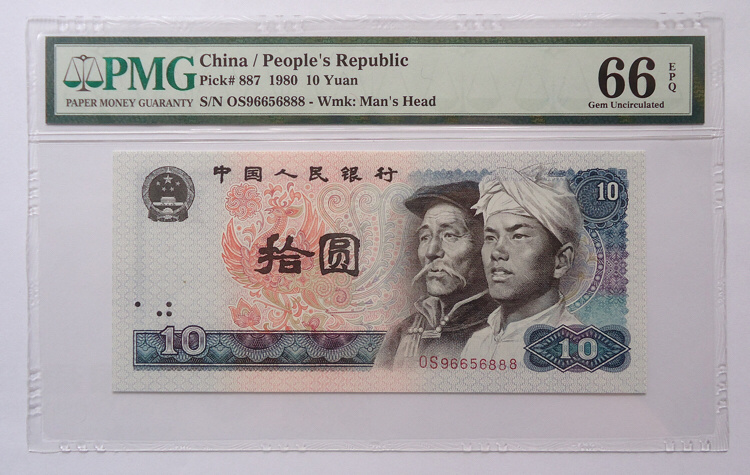 PMG
PAPER MONEY GUARANTY
China / People's Republic
Pick# 887 1980 10 Yuan
S/N OS96656888 - Wmk: Man's Head
66 EPQ
Gem Uncirculated
中国人民银行
10
拾圆
10
10
OS96656888